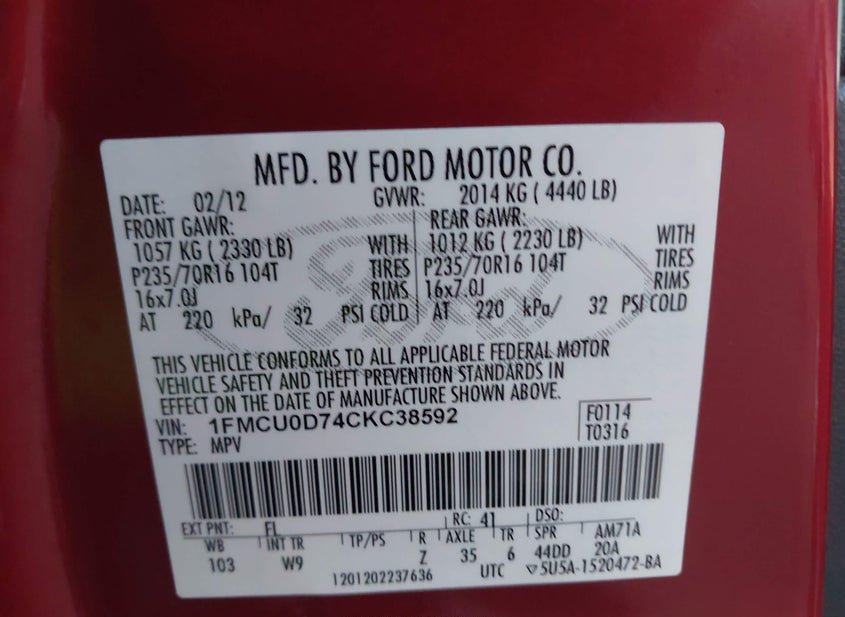 MFD. BY FORD MOTOR CO.
DATE: 02/12 GVWR: 2014 KG ( 4440 LB)
FRONT GAWR: REAR GAWR:
1057 KG ( 2330 LB) WITH 1012 KG ( 2230 LB) WITH
P235/70R16 104T TIRES P235/70R16 104T TIRES
16x7.0J RIMS 16x7.0J RIMS
AT 220 kPa/ 32 PSI COLD AT 220 kPa/ 32 PSI COLD
Ford
THIS VEHICLE CONFORMS TO ALL APPLICABLE FEDERAL MOTOR
VEHICLE SAFETY AND THEFT PREVENTION STANDARDS IN
EFFECT ON THE DATE OF MANUFACTURE SHOWN ABOVE.
VIN: 1FMCU0D74CKC38592 F0114
TYPE: MPV T0316
EXT PNT: FL RC: 41 DSO:
WB INT TR TP/PS R AXLE TR SPR AM71A
103 W9 Z 35 6 44DD 20A
1201202237636 UTC ▽5U5A-1520472-BA